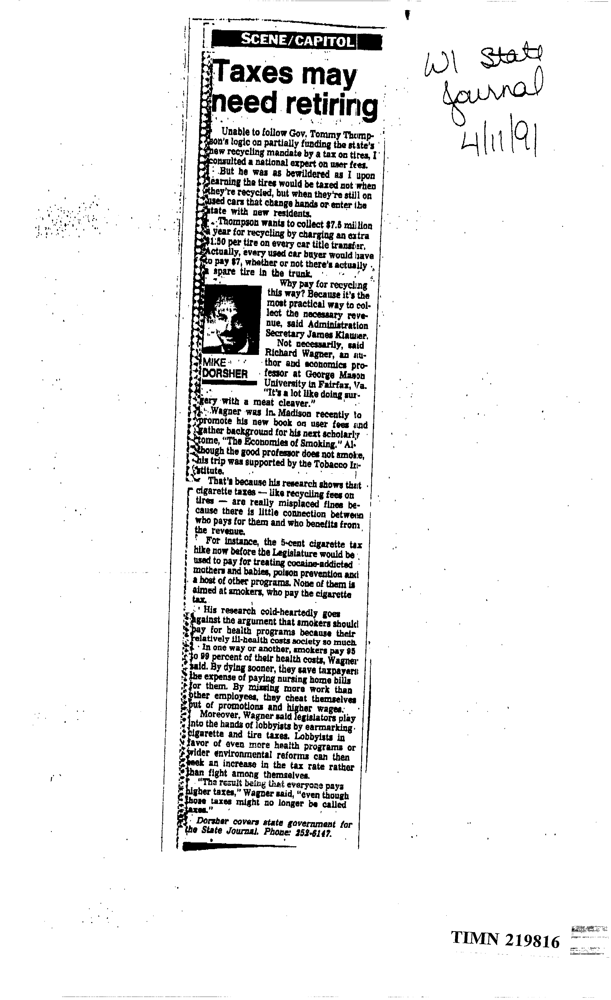 SCENE/CAPITOL
Taxes may
need retiring
WI State
Journal
4/11/91
Unable to follow Gov. Tommy Thomp-
son's logic on partially funding the state's
new recycling mandate by a tax on tires, I
consulted a national expert on user fees.
But he was as bewildered as I upon
learning the tires would be taxed not when
they're recycled, but when they're still on
used cars that change hands or enter the
state with new residents.
Thompson wants to collect $7.5 million
a year for recycling by charging an extra
$1.50 per tire on every car title transfer.
Actually, every used car buyer would have
to pay $7, whether or not there's actually
a spare tire in the trunk.
Why pay for recycling
this way? Because it's the
most practical way to col-
lect the necessary reve-
nue, said Administration
Secretary James Klauser.
Not necessarily, said
Richard Wagner, an au-
thor and economics pro-
fessor at George Mason
University in Fairfax, Va.
"It's a lot like doing sur-
gery with a meat cleaver."
MIKE
DORSHER
Wagner was in Madison recently to
promote his new book on user fees and
gather background for his next scholarly
tome, "The Economies of Smoking." Al-
though the good professor does not smoke,
his trip was supported by the Tobacco In-
stitute.
That's because his research shows that
cigarette taxes — like recycling fees on
tires — are really misplaced fines be-
cause there is little connection between
who pays for them and who benefits from
the revenue.
For instance, the 5-cent cigarette tax
hike now before the Legislature would be
used to pay for treating cocaine-addicted
mothers and babies, poison prevention and
a host of other programs. None of them is
aimed at smokers, who pay the cigarette
tax.
His research cold-heartedly goes
against the argument that smokers should
pay for health programs because their
relatively ill-health costs society so much.
In one way or another, smokers pay 95
to 99 percent of their health costs, Wagner
said. By dying sooner, they save taxpayers
the expense of paying nursing home bills
for them. By missing more work than
other employees, they cheat themselves
out of promotions and higher wages.
Moreover, Wagner said legislators play
into the hands of lobbyists by earmarking
cigarette and tire taxes. Lobbyists in
favor of even more health programs or
wider environmental reforms can then
seek an increase in the tax rate rather
than fight among themselves.
"The result being that everyone pays
higher taxes," Wagner said, "even though
those taxes might no longer be called
taxes."
Dorsher covers state government for
the State Journal. Phone: 252-6147.
TIMN 219816